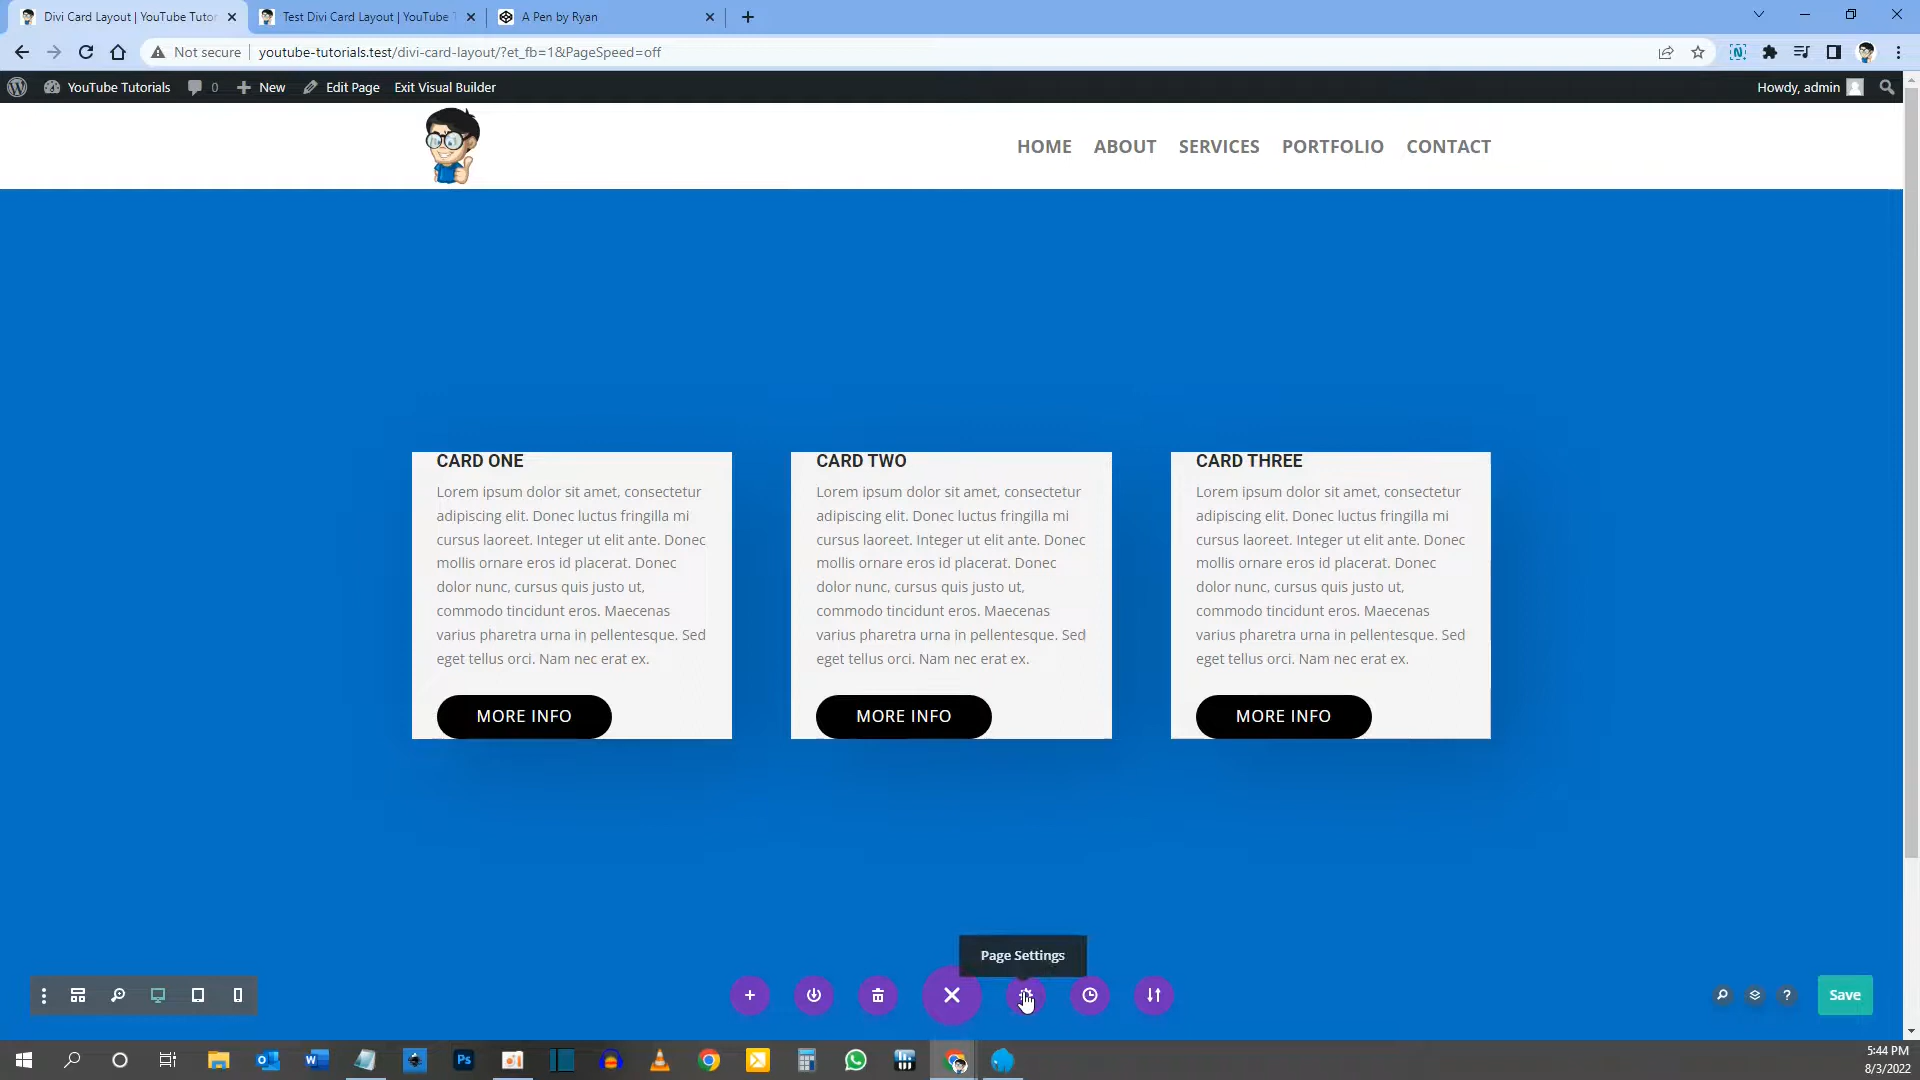 Divi Card Layout | YouTube Tutor
Test Divi Card Layout | YouTube T
A Pen by Ryan
Not secure
youtube-tutorials.test/divi-card-layout/?et_fb=1&PageSpeed=off
YouTube Tutorials
0
New
Edit Page
Exit Visual Builder
Howdy, admin
HOME
ABOUT
SERVICES
PORTFOLIO
CONTACT
CARD ONE
Lorem ipsum dolor sit amet, consectetur
adipiscing elit. Donec luctus fringilla mi
cursus laoreet. Integer ut elit ante. Donec
mollis ornare eros id placerat. Donec
dolor nunc, cursus quis justo ut,
commodo tincidunt eros. Maecenas
varius pharetra urna in pellentesque. Sed
eget tellus orci. Nam nec erat ex.
MORE INFO
CARD TWO
Lorem ipsum dolor sit amet, consectetur
adipiscing elit. Donec luctus fringilla mi
cursus laoreet. Integer ut elit ante. Donec
mollis ornare eros id placerat. Donec
dolor nunc, cursus quis justo ut,
commodo tincidunt eros. Maecenas
varius pharetra urna in pellentesque. Sed
eget tellus orci. Nam nec erat ex.
MORE INFO
CARD THREE
Lorem ipsum dolor sit amet, consectetur
adipiscing elit. Donec luctus fringilla mi
cursus laoreet. Integer ut elit ante. Donec
mollis ornare eros id placerat. Donec
dolor nunc, cursus quis justo ut,
commodo tincidunt eros. Maecenas
varius pharetra urna in pellentesque. Sed
eget tellus orci. Nam nec erat ex.
MORE INFO
Page Settings
Save
5:44 PM
8/3/2022